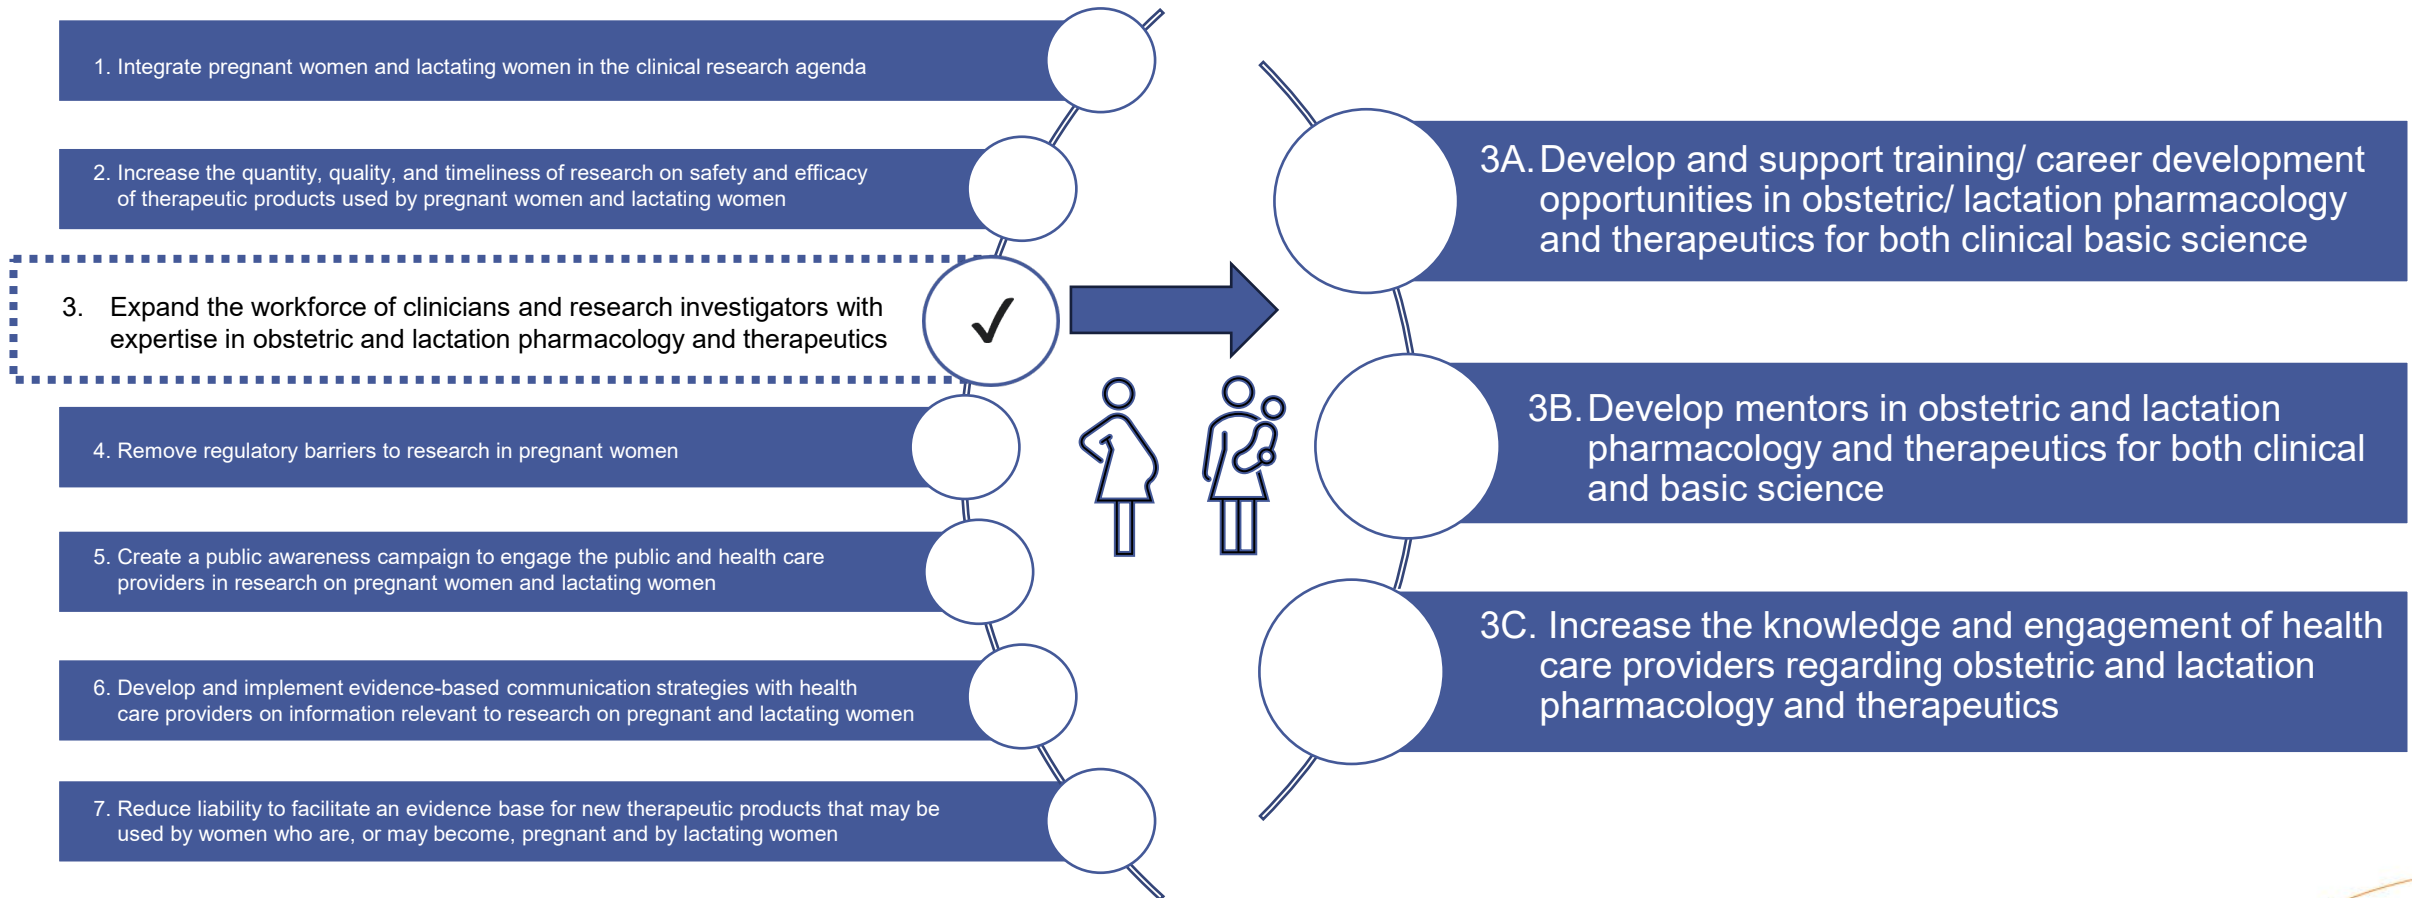 1. Integrate pregnant women and lactating women in the clinical research agenda
2. Increase the quantity, quality, and timeliness of research on safety and efficacy
of therapeutic products used by pregnant women and lactating women
3. Expand the workforce of clinicians and research investigators with
expertise in obstetric and lactation pharmacology and therapeutics
4. Remove regulatory barriers to research in pregnant women
5. Create a public awareness campaign to engage the public and health care
providers in research on pregnant women and lactating women
6. Develop and implement evidence-based communication strategies with health
care providers on information relevant to research on pregnant and lactating women
7. Reduce liability to facilitate an evidence base for new therapeutic products that may be
used by women who are, or may become, pregnant and by lactating women
3A. Develop and support training/ career development
opportunities in obstetric/ lactation pharmacology
and therapeutics for both clinical basic science
3B. Develop mentors in obstetric and lactation
pharmacology and therapeutics for both clinical
and basic science
3C. Increase the knowledge and engagement of health
care providers regarding obstetric and lactation
pharmacology and therapeutics